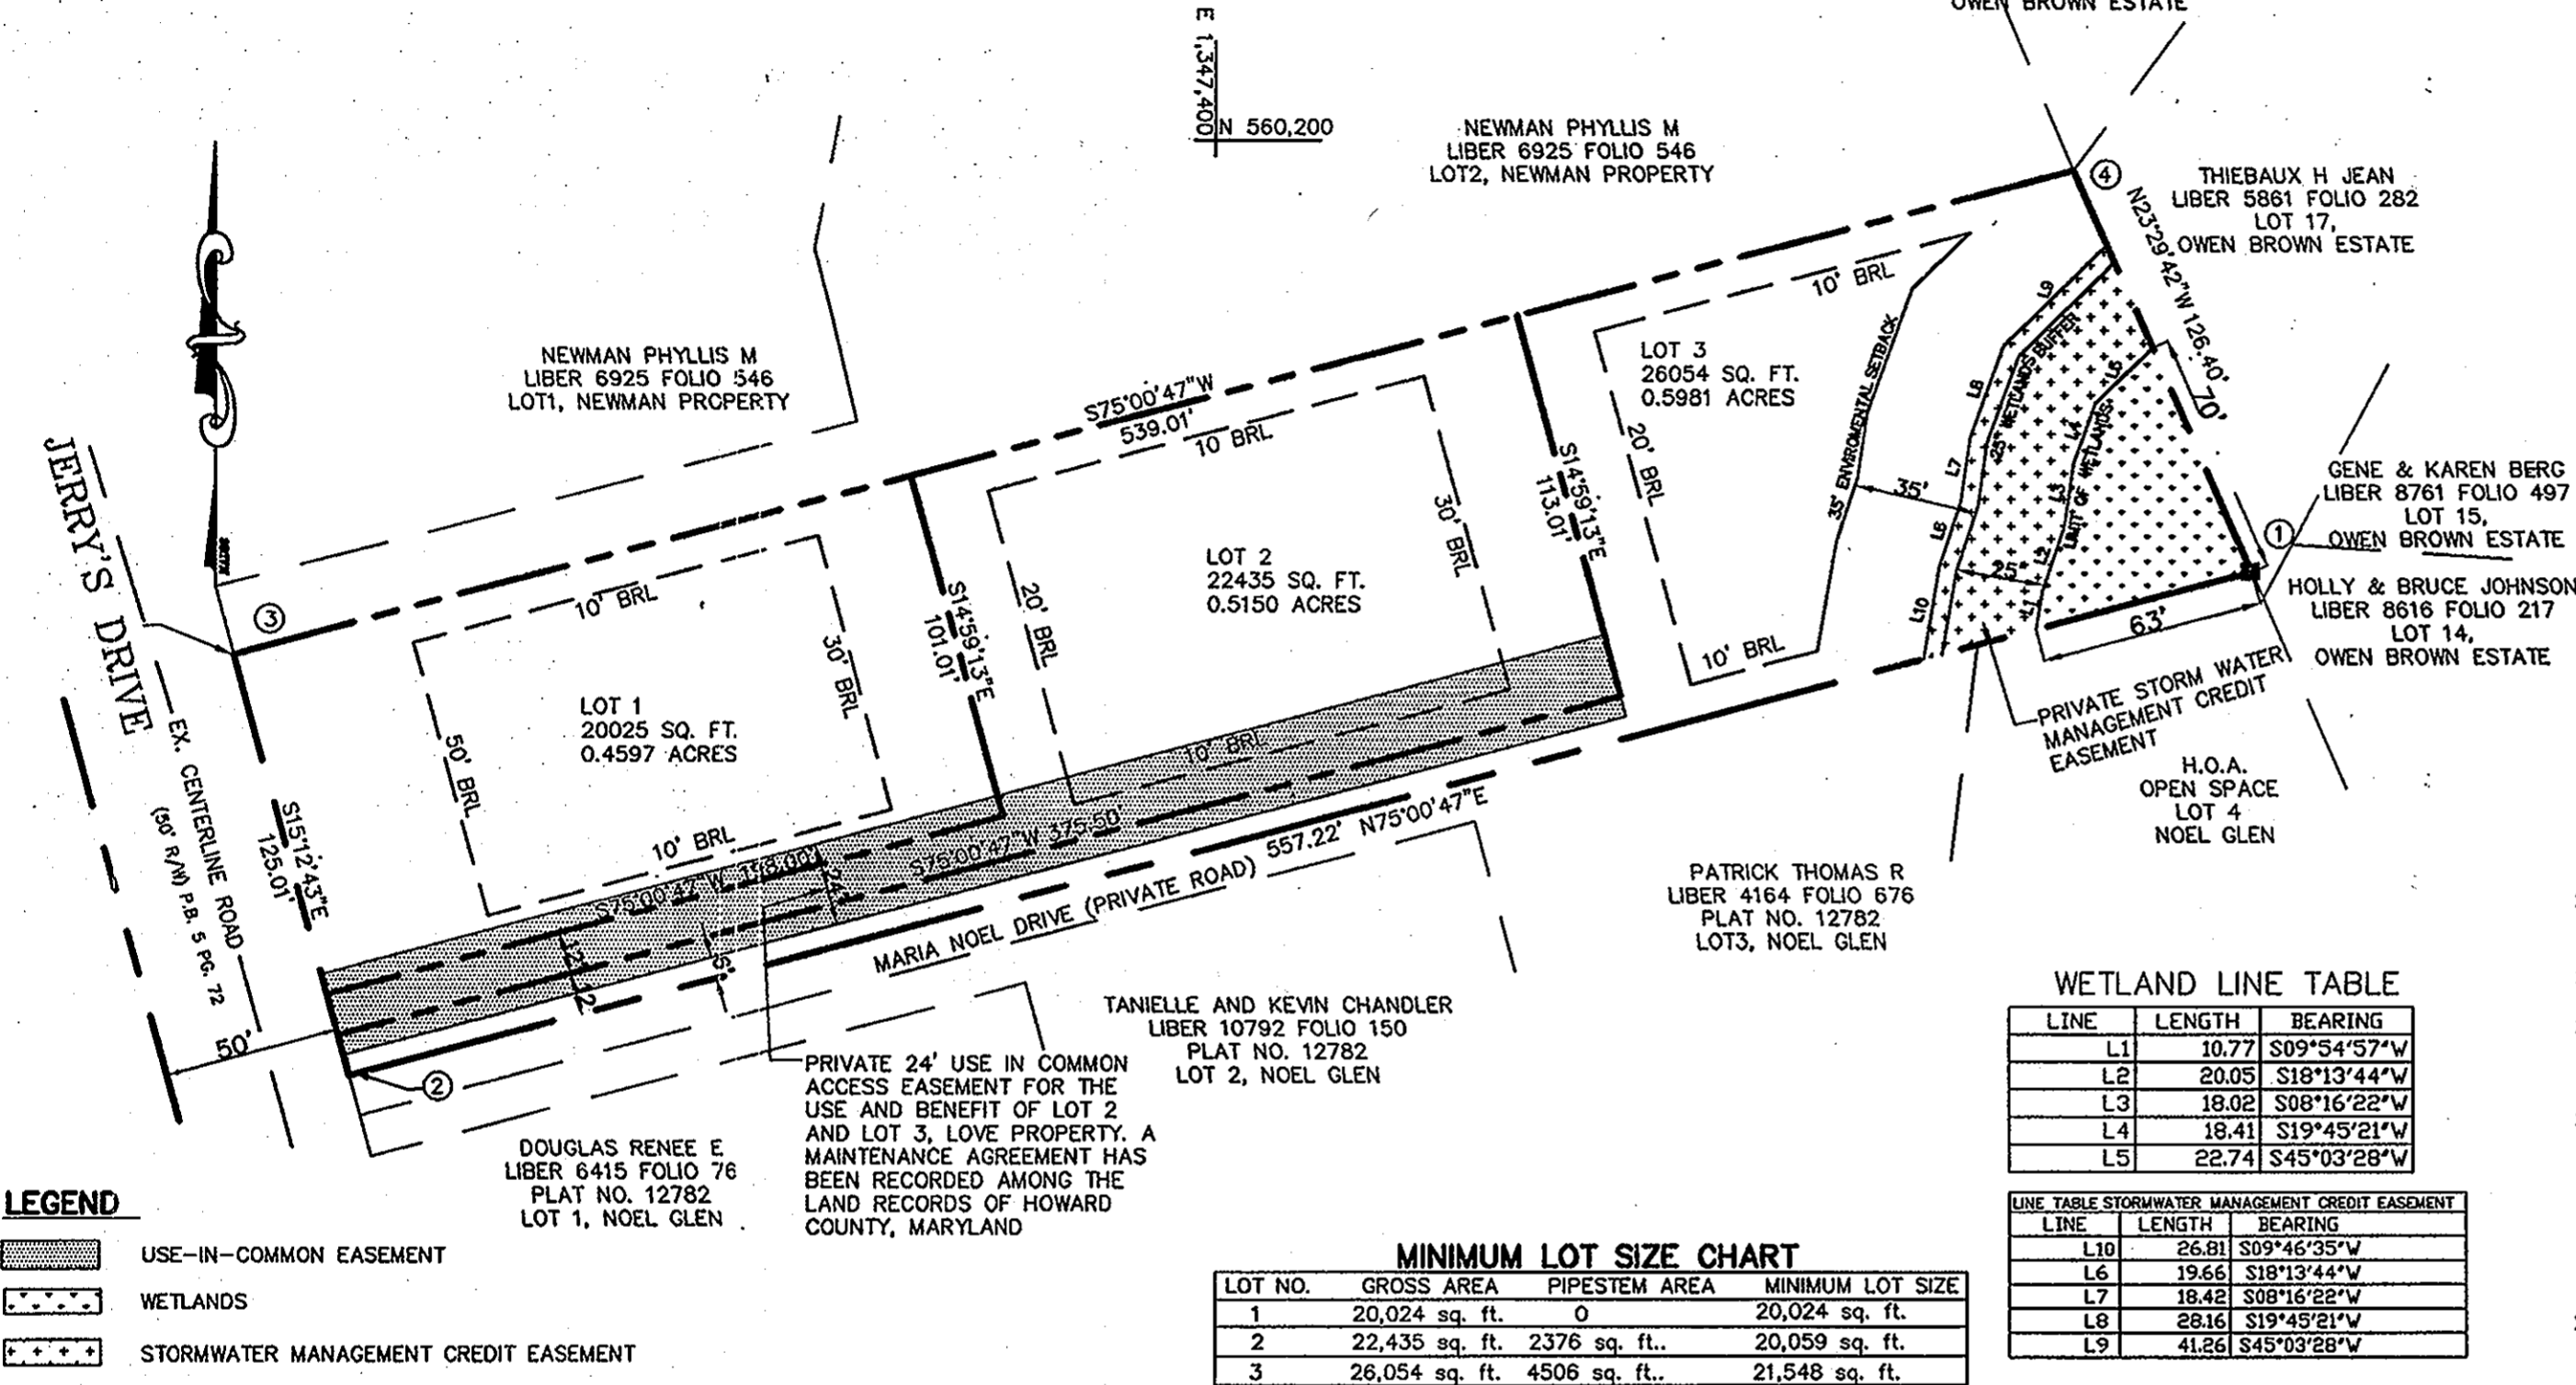 OWEN BROWN ESTATE
E 1,347,400
N 560,200
NEWMAN PHYLLIS M
LIBER 6925 FOLIO 546
LOT2, NEWMAN PROPERTY
4
THIEBAUX H JEAN
LIBER 5861 FOLIO 282
LOT 17,
OWEN BROWN ESTATE
N23°29'42"W 126.40'
70'
NEWMAN PHYLLIS M
LIBER 6925 FOLIO 546
LOT1, NEWMAN PROPERTY
S75°00'47"W
539.01'
10 BRL
10' BRL
LOT 3
26054 SQ. FT.
0.5981 ACRES
20' BRL
35' ENVIROMENTAL SETBACK
35'
10' BRL
L9
L8
L7
L6
L10
25' WETLANDS BUFFER
25'
LIMIT OF WETLANDS
L5
L4
L3
L2
L1
63'
1
GENE & KAREN BERG
LIBER 8761 FOLIO 497
LOT 15,
OWEN BROWN ESTATE
HOLLY & BRUCE JOHNSON
LIBER 8616 FOLIO 217
LOT 14,
OWEN BROWN ESTATE
PRIVATE STORM WATER
MANAGEMENT CREDIT
EASEMENT
H.O.A.
OPEN SPACE
LOT 4
NOEL GLEN
S14°59'13"E
113.01'
LOT 2
22435 SQ. FT.
0.5150 ACRES
20' BRL
30' BRL
10' BRL
S14°59'13"E
101.01'
3
LOT 1
20025 SQ. FT.
0.4597 ACRES
10' BRL
50' BRL
30' BRL
10' BRL
JERRY'S DRIVE
EX. CENTERLINE ROAD
(50' R/W) P.B. 5 PG. 72
S15°12'43"E
125.01'
50'
2
S75°00'47"W 198.00'
S75°00'47"W 375.50'
24'
12'
12'
6'
557.22' N75°00'47"E
MARIA NOEL DRIVE (PRIVATE ROAD)
PATRICK THOMAS R
LIBER 4164 FOLIO 676
PLAT NO. 12782
LOT3, NOEL GLEN
TANIELLE AND KEVIN CHANDLER
LIBER 10792 FOLIO 150
PLAT NO. 12782
LOT 2, NOEL GLEN
PRIVATE 24' USE IN COMMON
ACCESS EASEMENT FOR THE
USE AND BENEFIT OF LOT 2
AND LOT 3, LOVE PROPERTY. A
MAINTENANCE AGREEMENT HAS
BEEN RECORDED AMONG THE
LAND RECORDS OF HOWARD
COUNTY, MARYLAND
DOUGLAS RENEE E
LIBER 6415 FOLIO 76
PLAT NO. 12782
LOT 1, NOEL GLEN
LEGEND
USE-IN-COMMON EASEMENT
WETLANDS
STORMWATER MANAGEMENT CREDIT EASEMENT
WETLAND LINE TABLE
LINE LENGTH BEARING
L1 10.77 S09°54'57"W
L2 20.05 S18°13'44"W
L3 18.02 S08°16'22"W
L4 18.41 S19°45'21"W
L5 22.74 S45°03'28"W
LINE TABLE STORMWATER MANAGEMENT CREDIT EASEMENT
LINE LENGTH BEARING
L10 26.81 S09°46'35"W
L6 19.66 S18°13'44"W
L7 18.42 S08°16'22"W
L8 28.16 S19°45'21"W
L9 41.26 S45°03'28"W
MINIMUM LOT SIZE CHART
LOT NO. GROSS AREA PIPESTEM AREA MINIMUM LOT SIZE
1 20,024 sq. ft. 0 20,024 sq. ft.
2 22,435 sq. ft. 2376 sq. ft.. 20,059 sq. ft.
3 26,054 sq. ft. 4506 sq. ft.. 21,548 sq. ft.